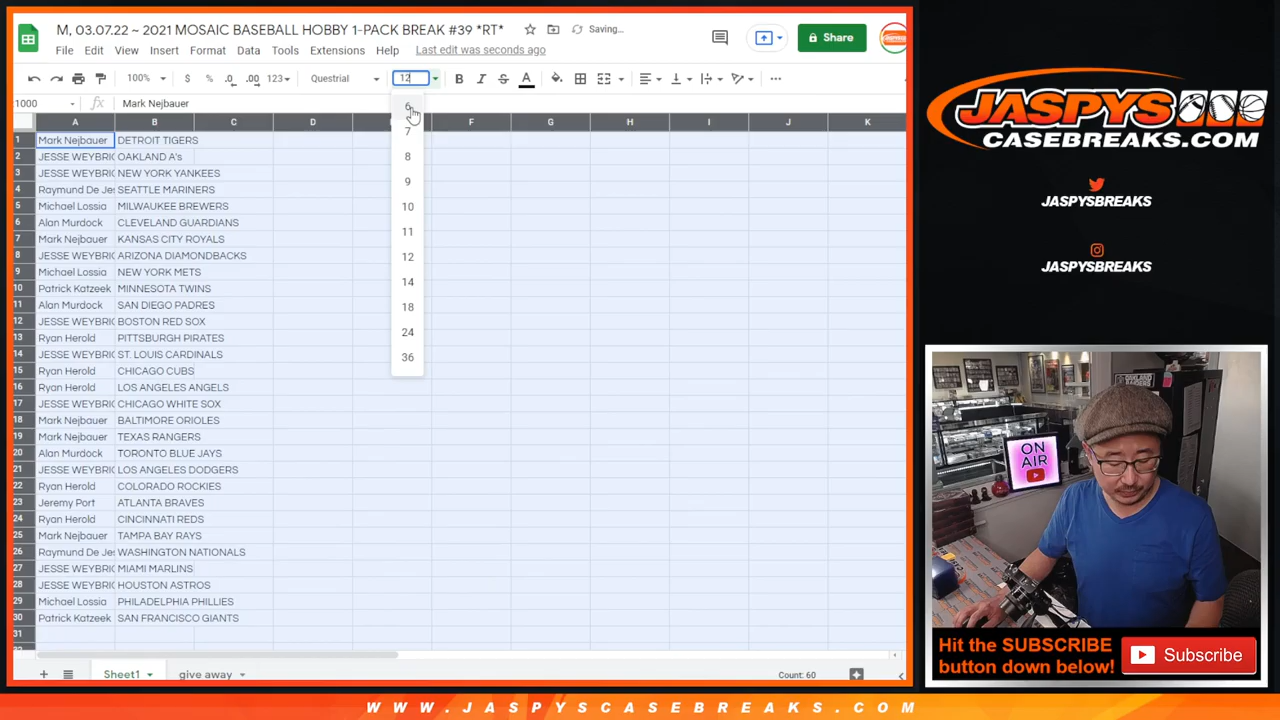 M, 03.07.22 ~ 2021 MOSAIC BASEBALL HOBBY 1-PACK BREAK #39 *RT*
Saving...
File Edit View Insert Format Data Tools Extensions Help Last edit was seconds ago
Share
100% $ % .0 .00 123 Questrial 12 B I S A
1000 fx Mark Nejbauer
A B C D F G H I J K
1 Mark Nejbauer DETROIT TIGERS
2 JESSE WEYBRIC OAKLAND A's
3 JESSE WEYBRIC NEW YORK YANKEES
4 Raymund De Jes SEATTLE MARINERS
5 Michael Lossia MILWAUKEE BREWERS
6 Alan Murdock CLEVELAND GUARDIANS
7 Mark Nejbauer KANSAS CITY ROYALS
8 JESSE WEYBRIC ARIZONA DIAMONDBACKS
9 Michael Lossia NEW YORK METS
10 Patrick Katzeek MINNESOTA TWINS
11 Alan Murdock SAN DIEGO PADRES
12 JESSE WEYBRIC BOSTON RED SOX
13 Ryan Herold PITTSBURGH PIRATES
14 JESSE WEYBRIC ST. LOUIS CARDINALS
15 Ryan Herold CHICAGO CUBS
16 Ryan Herold LOS ANGELES ANGELS
17 JESSE WEYBRIC CHICAGO WHITE SOX
18 Mark Nejbauer BALTIMORE ORIOLES
19 Mark Nejbauer TEXAS RANGERS
20 Alan Murdock TORONTO BLUE JAYS
21 JESSE WEYBRIC LOS ANGELES DODGERS
22 Ryan Herold COLORADO ROCKIES
23 Jeremy Port ATLANTA BRAVES
24 Ryan Herold CINCINNATI REDS
25 Mark Nejbauer TAMPA BAY RAYS
26 Raymund De Jes WASHINGTON NATIONALS
27 JESSE WEYBRIC MIAMI MARLINS
28 JESSE WEYBRIC HOUSTON ASTROS
29 Michael Lossia PHILADELPHIA PHILLIES
30 Patrick Katzeek SAN FRANCISCO GIANTS
31
6
7
8
9
10
11
12
14
18
24
36
Sheet1 give away Count: 60
JASPYS
CASEBREAKS.COM
JASPYSBREAKS
JASPYSBREAKS
ON
AIR
Hit the SUBSCRIBE
button down below!
Subscribe
WWW.JASPYSCASEBREAKS.COM